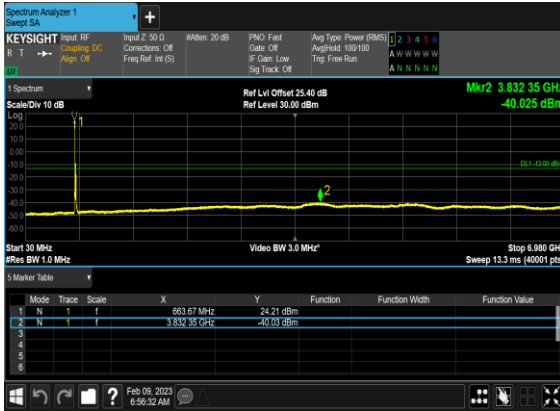 Spectrum Analyzer 1
Swept SA
KEYSIGHT Input: RF Input Z: 50 Ω #Atten: 20 dB PNO: Fast Avg Type: Power (RMS) 1 2 3 4 5 6
R T Coupling: DC Corrections: Off Gate: Off Avg|Hold: 100/100 A W W W W W
Align: Off Freq Ref: Int (S) IF Gain: Low Trig: Free Run
Sig Track: Off A N N N N N
1 Spectrum
Ref Lvl Offset 25.40 dB Mkr2 3.832 35 GHz
Scale/Div 10 dB Ref Level 30.00 dBm -40.025 dBm
Log
20.0
10.0
0.00
-10.0
-20.0
-30.0
-40.0
-50.0
-60.0
1
DL1 -13.00 dBm
2
Start 30 MHz Video BW 3.0 MHz* Stop 6.980 GHz
#Res BW 1.0 MHz Sweep 13.3 ms (40001 pts)
5 Marker Table
Mode Trace Scale X Y Function Function Width Function Value
1 N 1 f 663.67 MHz 24.21 dBm
2 N 1 f 3.832 35 GHz -40.03 dBm
3
4
5
6
Feb 09, 2023
6:56:32 AM